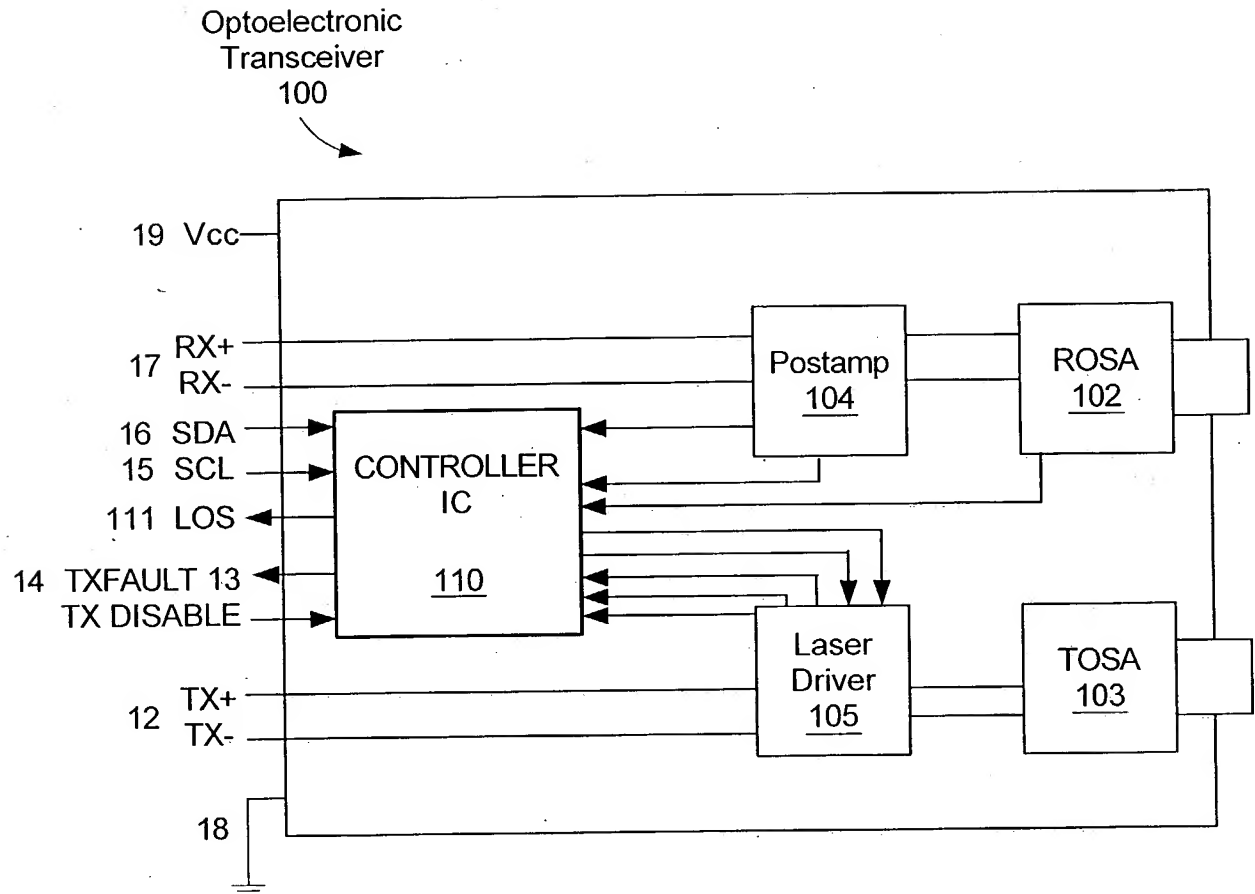 Optoelectronic
Transceiver
100
19 Vcc
17
RX+
RX-
16 SDA
15 SCL
111 LOS
14 TXFAULT 13
TX DISABLE
12
TX+
TX-
18
CONTROLLER
IC
110
Postamp
104
ROSA
102
Laser
Driver
105
TOSA
103